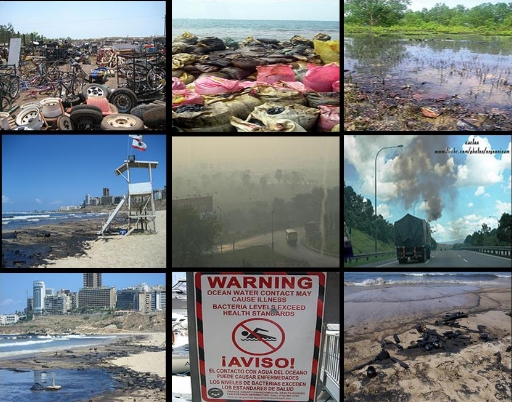 WARNING
OCEAN WATER CONTACT MAY
CAUSE ILLNESS
BACTERIA LEVELS EXCEED
HEALTH STANDARDS
¡AVISO!
EL CONTACTO CON AGUA DEL OCEANO
PUEDE CAUSAR ENFERMEDADES
LOS NIVELES DE BACTERIAS EXCEDEN
LOS ESTANDARES DE SALUD